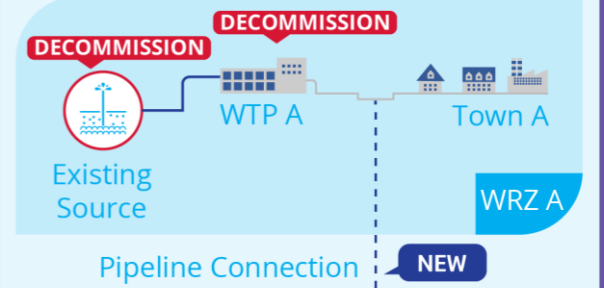 DECOMMISSION
DECOMMISSION
WTP A
Town A
Existing
Source
WRZ A
Pipeline Connection
NEW